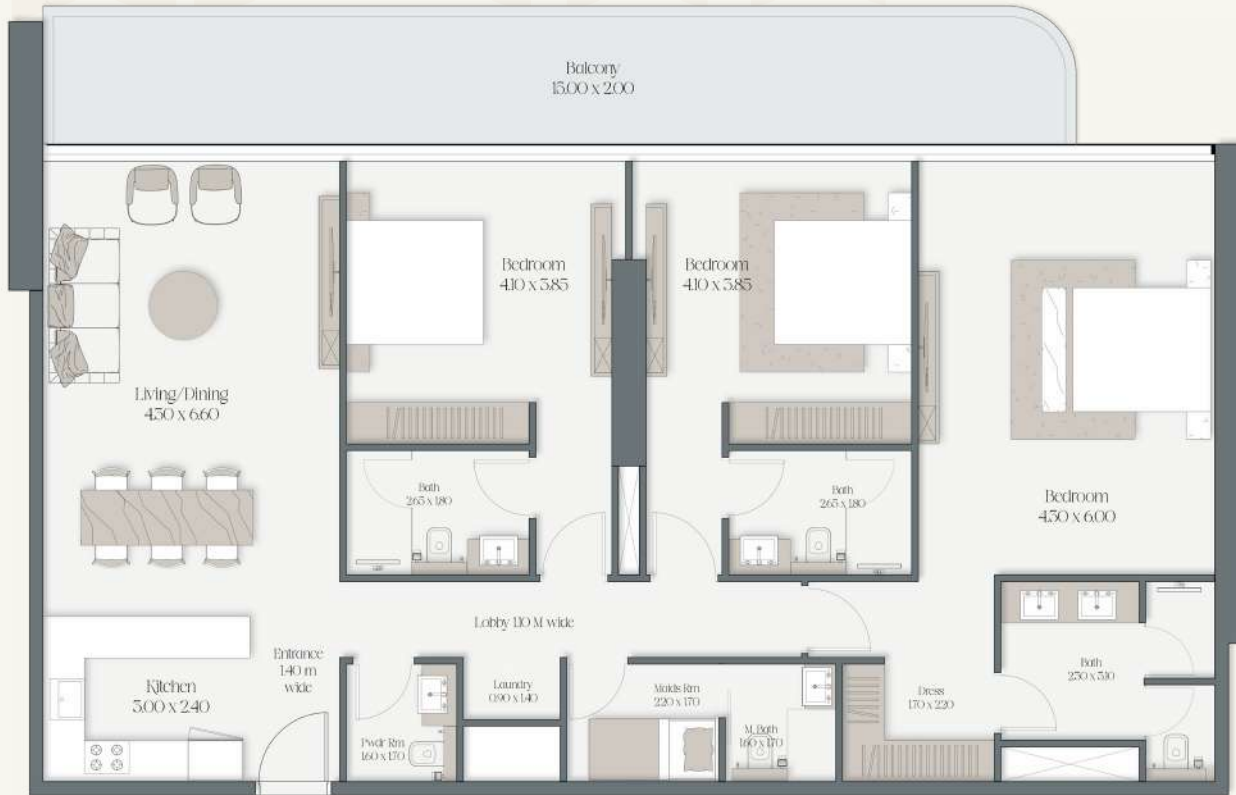 Balcony
15.00 x 2.00
Bedroom
4.10 x 3.85
Bedroom
4.10 x 3.85
Living/Dining
4.30 x 6.60
Bath
2.65 x 1.80
Bath
2.65 x 1.80
Bedroom
4.30 x 6.00
Lobby 1.10 M wide
Entrance
1.40 m
wide
Kitchen
3.00 x 2.40
Laundry
0.90 x 1.40
Maids Rm
2.20 x 1.70
Dress
1.70 x 2.20
Bath
2.30 x 3.10
Pwdr Rm
1.60 x 1.70
M. Bath
1.60 x 1.70